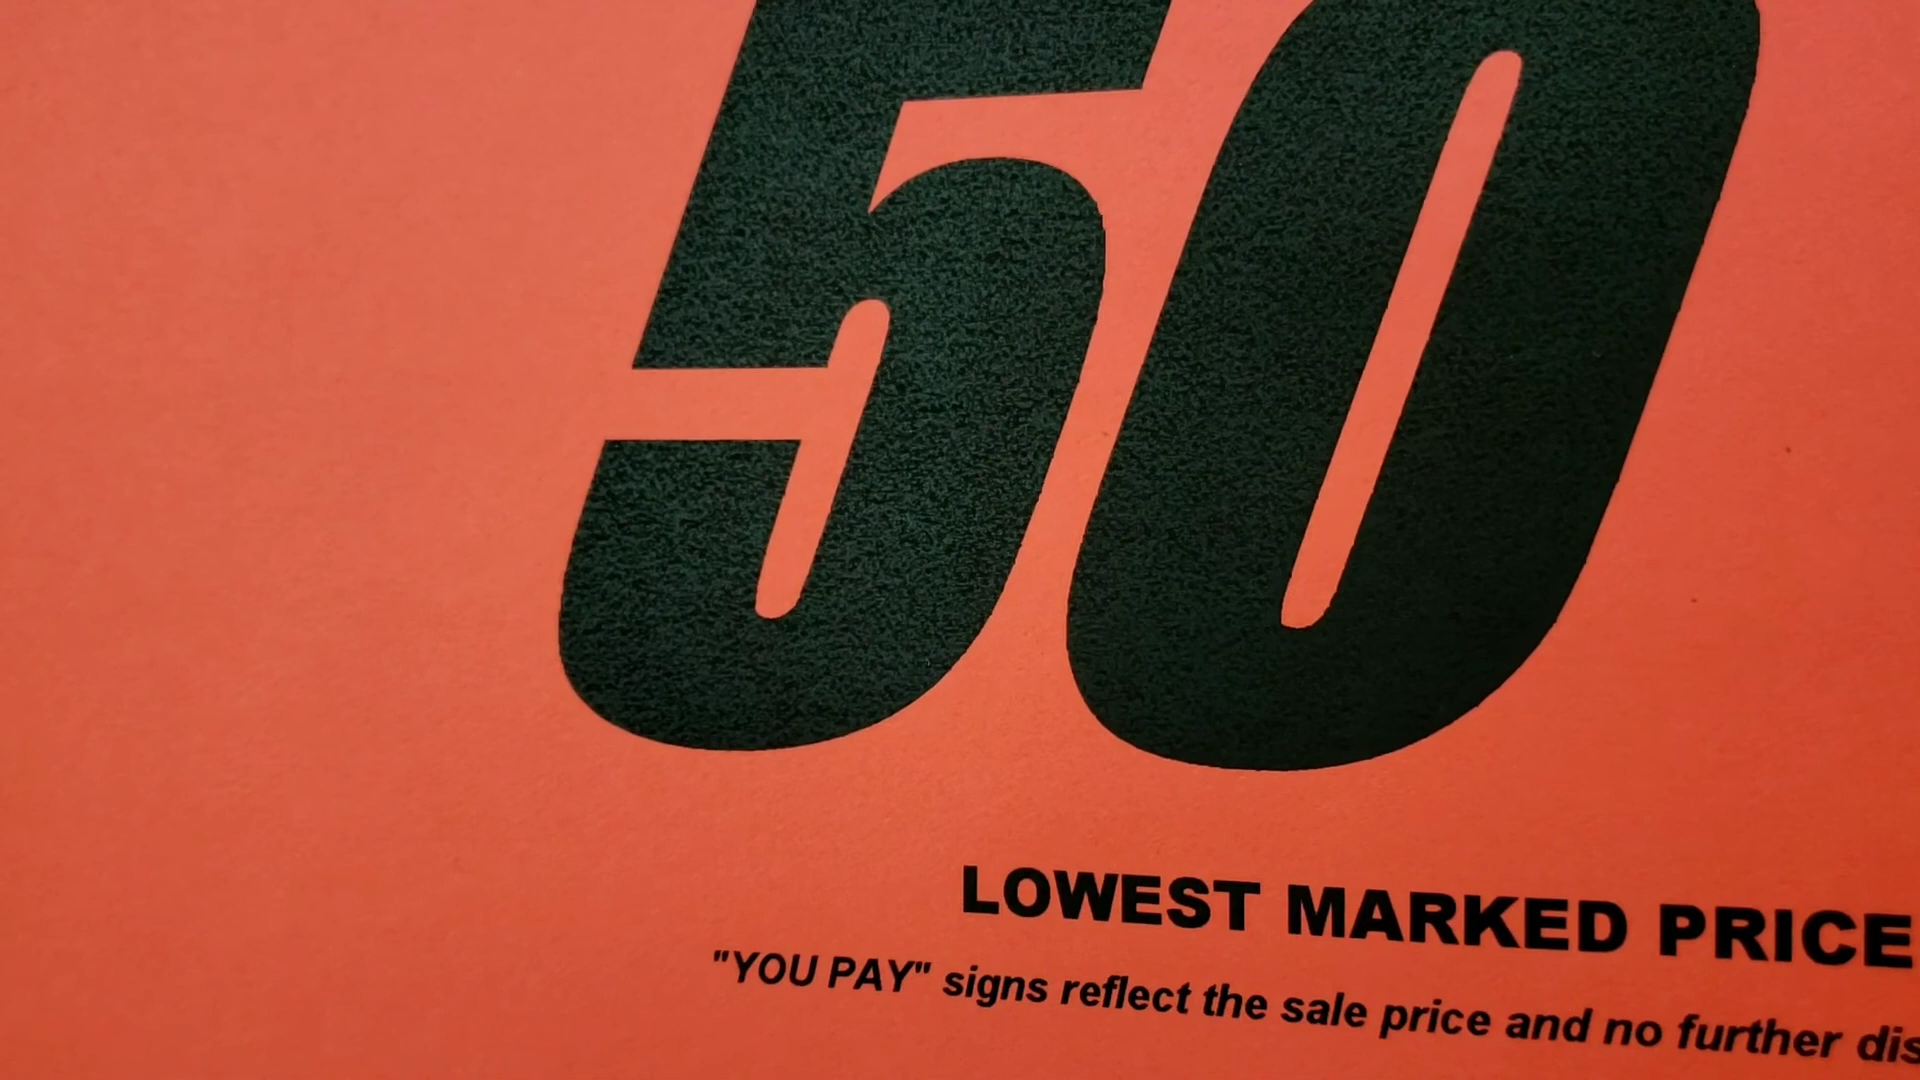 50
LOWEST MARKED PRICE
"YOU PAY" signs reflect the sale price and no further